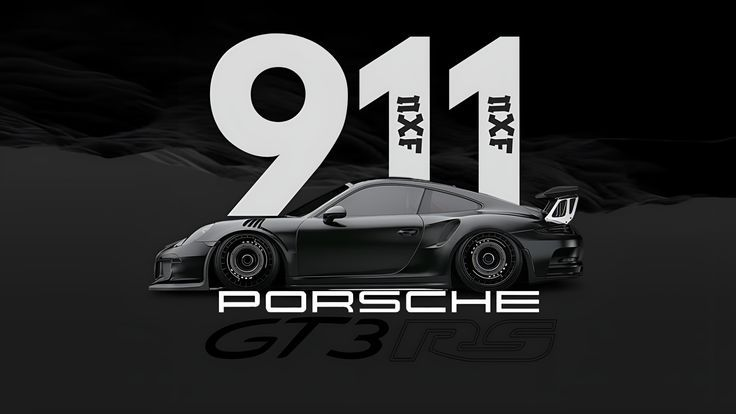 911
nXF
nXF
PORSCHE
GT3 RS